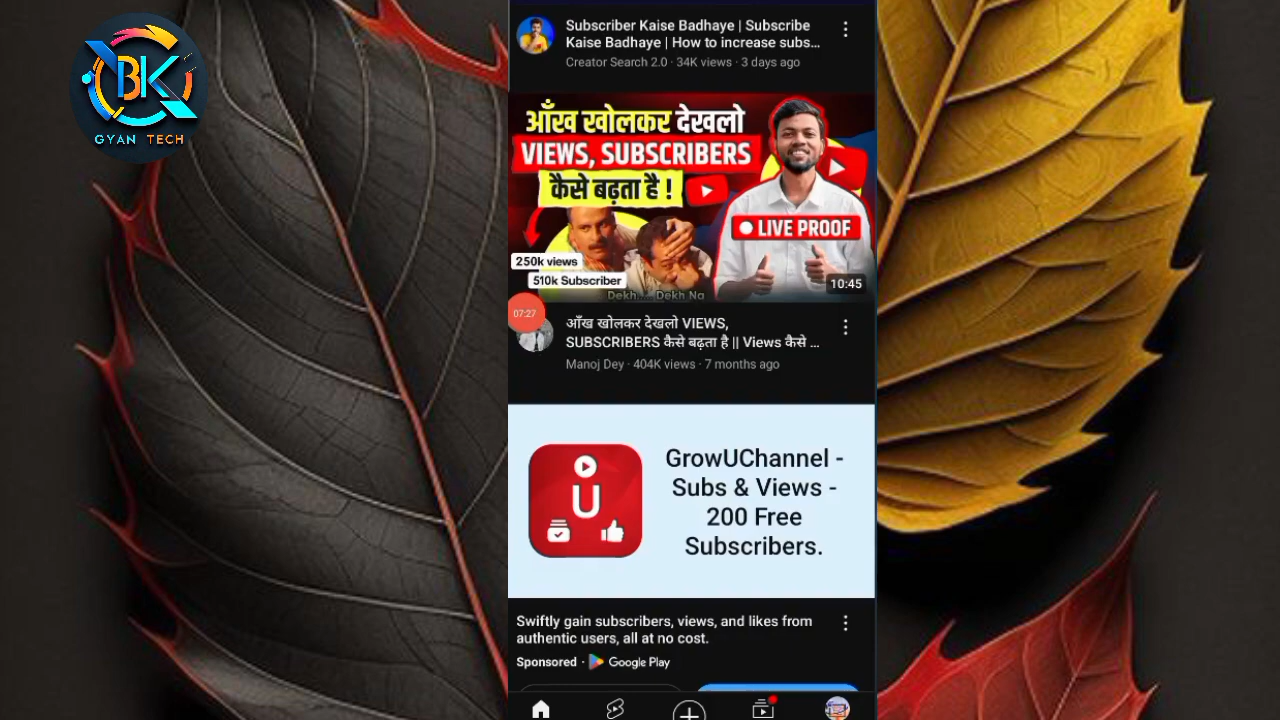 BK
GYAN TECH
Subscriber Kaise Badhaye | Subscribe
Kaise Badhaye | How to increase subs...
Creator Search 2.0 · 34K views · 3 days ago
आँख खोलकर देखलो
VIEWS, SUBSCRIBERS
कैसे बढ़ता है !
LIVE PROOF
250k views
510k Subscriber
Dekh.... Dekh Na
10:45
07:27
आँख खोलकर देखलो VIEWS,
SUBSCRIBERS कैसे बढ़ता है || Views कैसे ...
Manoj Dey · 404K views · 7 months ago
U
GrowUChannel -
Subs & Views -
200 Free
Subscribers.
Swiftly gain subscribers, views, and likes from
authentic users, all at no cost.
Sponsored · Google Play